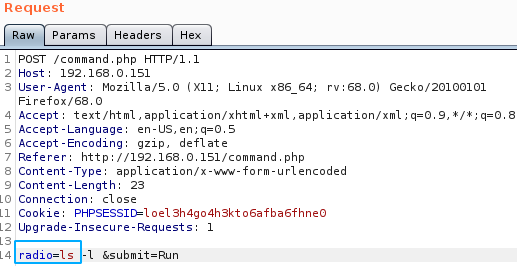 Request
Raw Params Headers Hex
1 POST /command.php HTTP/1.1
2 Host: 192.168.0.151
3 User-Agent: Mozilla/5.0 (X11; Linux x86_64; rv:68.0) Gecko/20100101
Firefox/68.0
4 Accept: text/html,application/xhtml+xml,application/xml;q=0.9,*/*;q=0.8
5 Accept-Language: en-US,en;q=0.5
6 Accept-Encoding: gzip, deflate
7 Referer: http://192.168.0.151/command.php
8 Content-Type: application/x-www-form-urlencoded
9 Content-Length: 23
10 Connection: close
11 Cookie: PHPSESSID=loel3h4go4h3kto6afba6fhne0
12 Upgrade-Insecure-Requests: 1
13
14 radio=ls -l &submit=Run